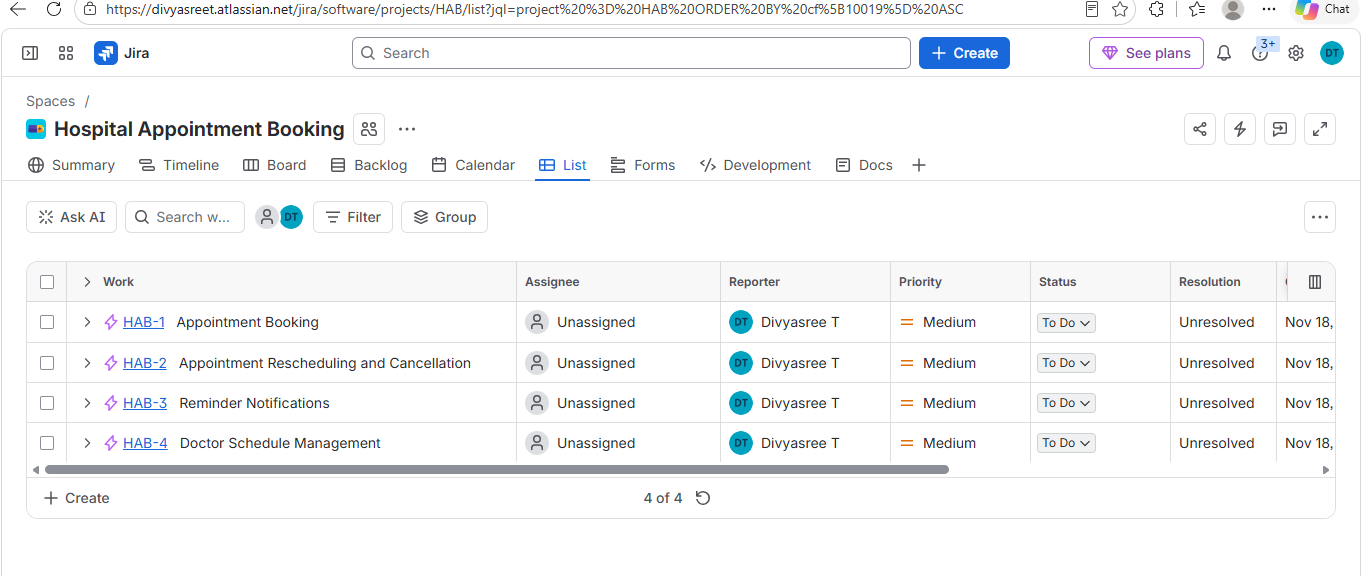 https://divyasreet.atlassian.net/jira/software/projects/HAB/list?jql=project%20%3D%20HAB%20ORDER%20BY%20cf%5B10019%5D%20ASC
Chat
Jira
Search
Create
See plans
3+
DT
Spaces /
Hospital Appointment Booking
Summary Timeline Board Backlog Calendar List Forms Development Docs
Ask AI Search w... DT Filter Group
Work Assignee Reporter Priority Status Resolution
HAB-1 Appointment Booking Unassigned DT Divyasree T Medium To Do Unresolved Nov 18,
HAB-2 Appointment Rescheduling and Cancellation Unassigned DT Divyasree T Medium To Do Unresolved Nov 18,
HAB-3 Reminder Notifications Unassigned DT Divyasree T Medium To Do Unresolved Nov 18,
HAB-4 Doctor Schedule Management Unassigned DT Divyasree T Medium To Do Unresolved Nov 18,
Create 4 of 4